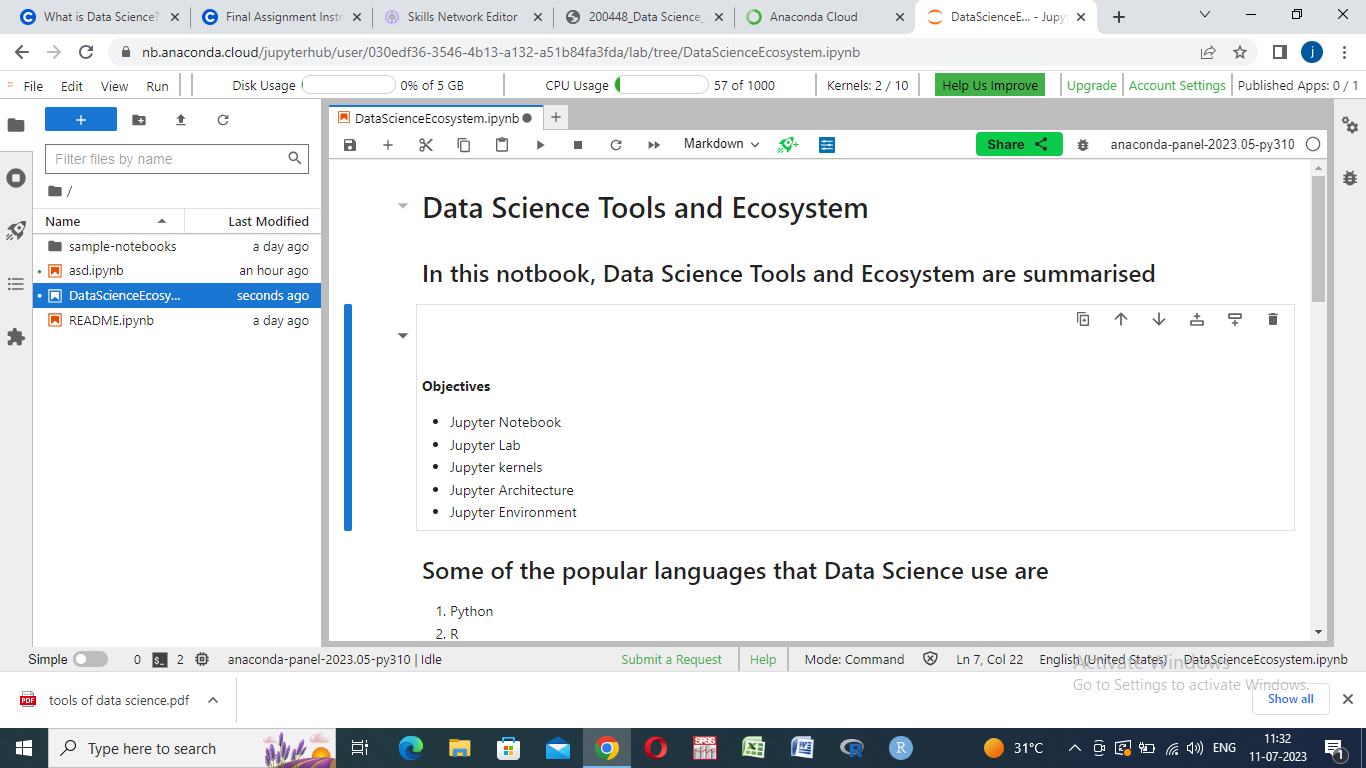 What is Data Science?
Final Assignment Instr
Skills Network Editor
200448_Data Science_
Anaconda Cloud
DataScienceE... - Jupyt
nb.anaconda.cloud/jupyterhub/user/030edf36-3546-4b13-a132-a51b84fa3fda/lab/tree/DataScienceEcosystem.ipynb
j
File Edit View Run Disk Usage 0% of 5 GB CPU Usage 57 of 1000 Kernels: 2 / 10 Help Us Improve Upgrade Account Settings Published Apps: 0 / 1
DataScienceEcosystem.ipynb
Markdown Share anaconda-panel-2023.05-py310
Filter files by name
/
Name Last Modified
sample-notebooks a day ago
asd.ipynb an hour ago
DataScienceEcosy... seconds ago
README.ipynb a day ago
Data Science Tools and Ecosystem
In this notbook, Data Science Tools and Ecosystem are summarised
Objectives
• Jupyter Notebook
• Jupyter Lab
• Jupyter kernels
• Jupyter Architecture
• Jupyter Environment
Some of the popular languages that Data Science use are
1. Python
2. R
Simple 0 $_ 2 anaconda-panel-2023.05-py310 | Idle Submit a Request Help Mode: Command Ln 7, Col 22 English (United States) DataScienceEcosystem.ipynb
Activate Windows
Go to Settings to activate Windows.
PDF tools of data science.pdf Show all
Type here to search SPSS R 31°C ENG 11:32
11-07-2023
1